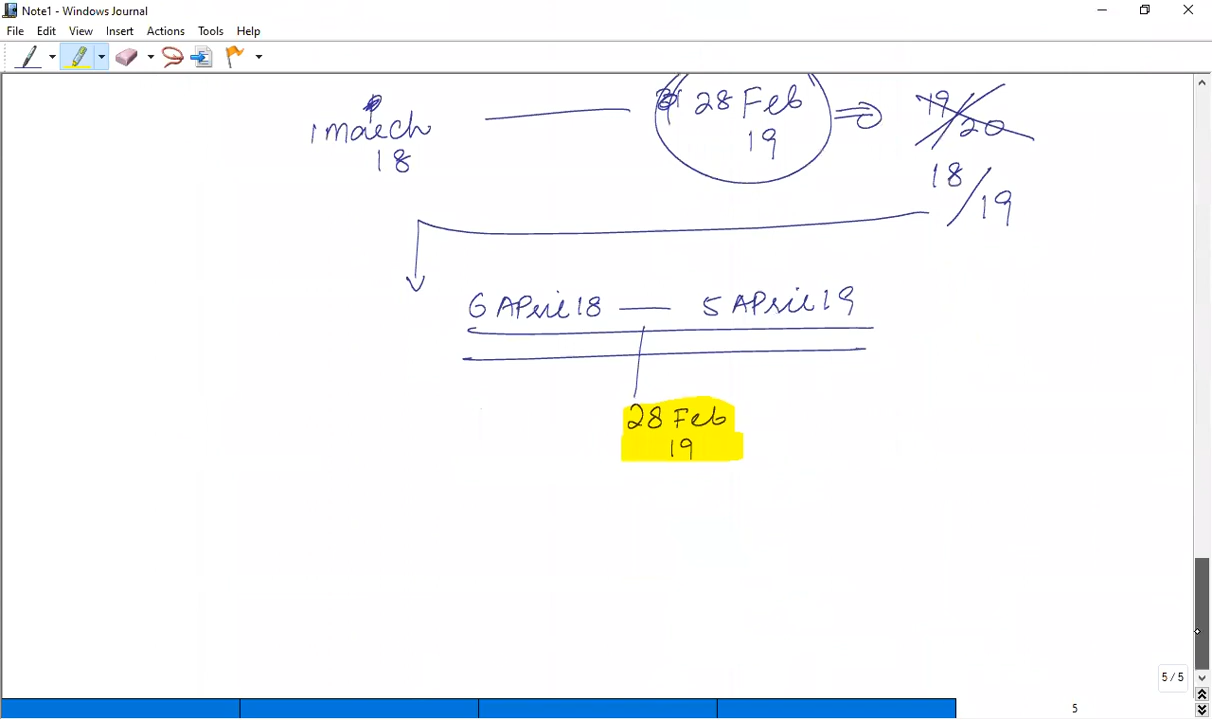 Note1 - Windows Journal
File Edit View Insert Actions Tools Help
1 March
18
28 Feb
19
19/20
18/19
6 APril 18 — 5 APril 19
28 Feb
19
5 / 5
5